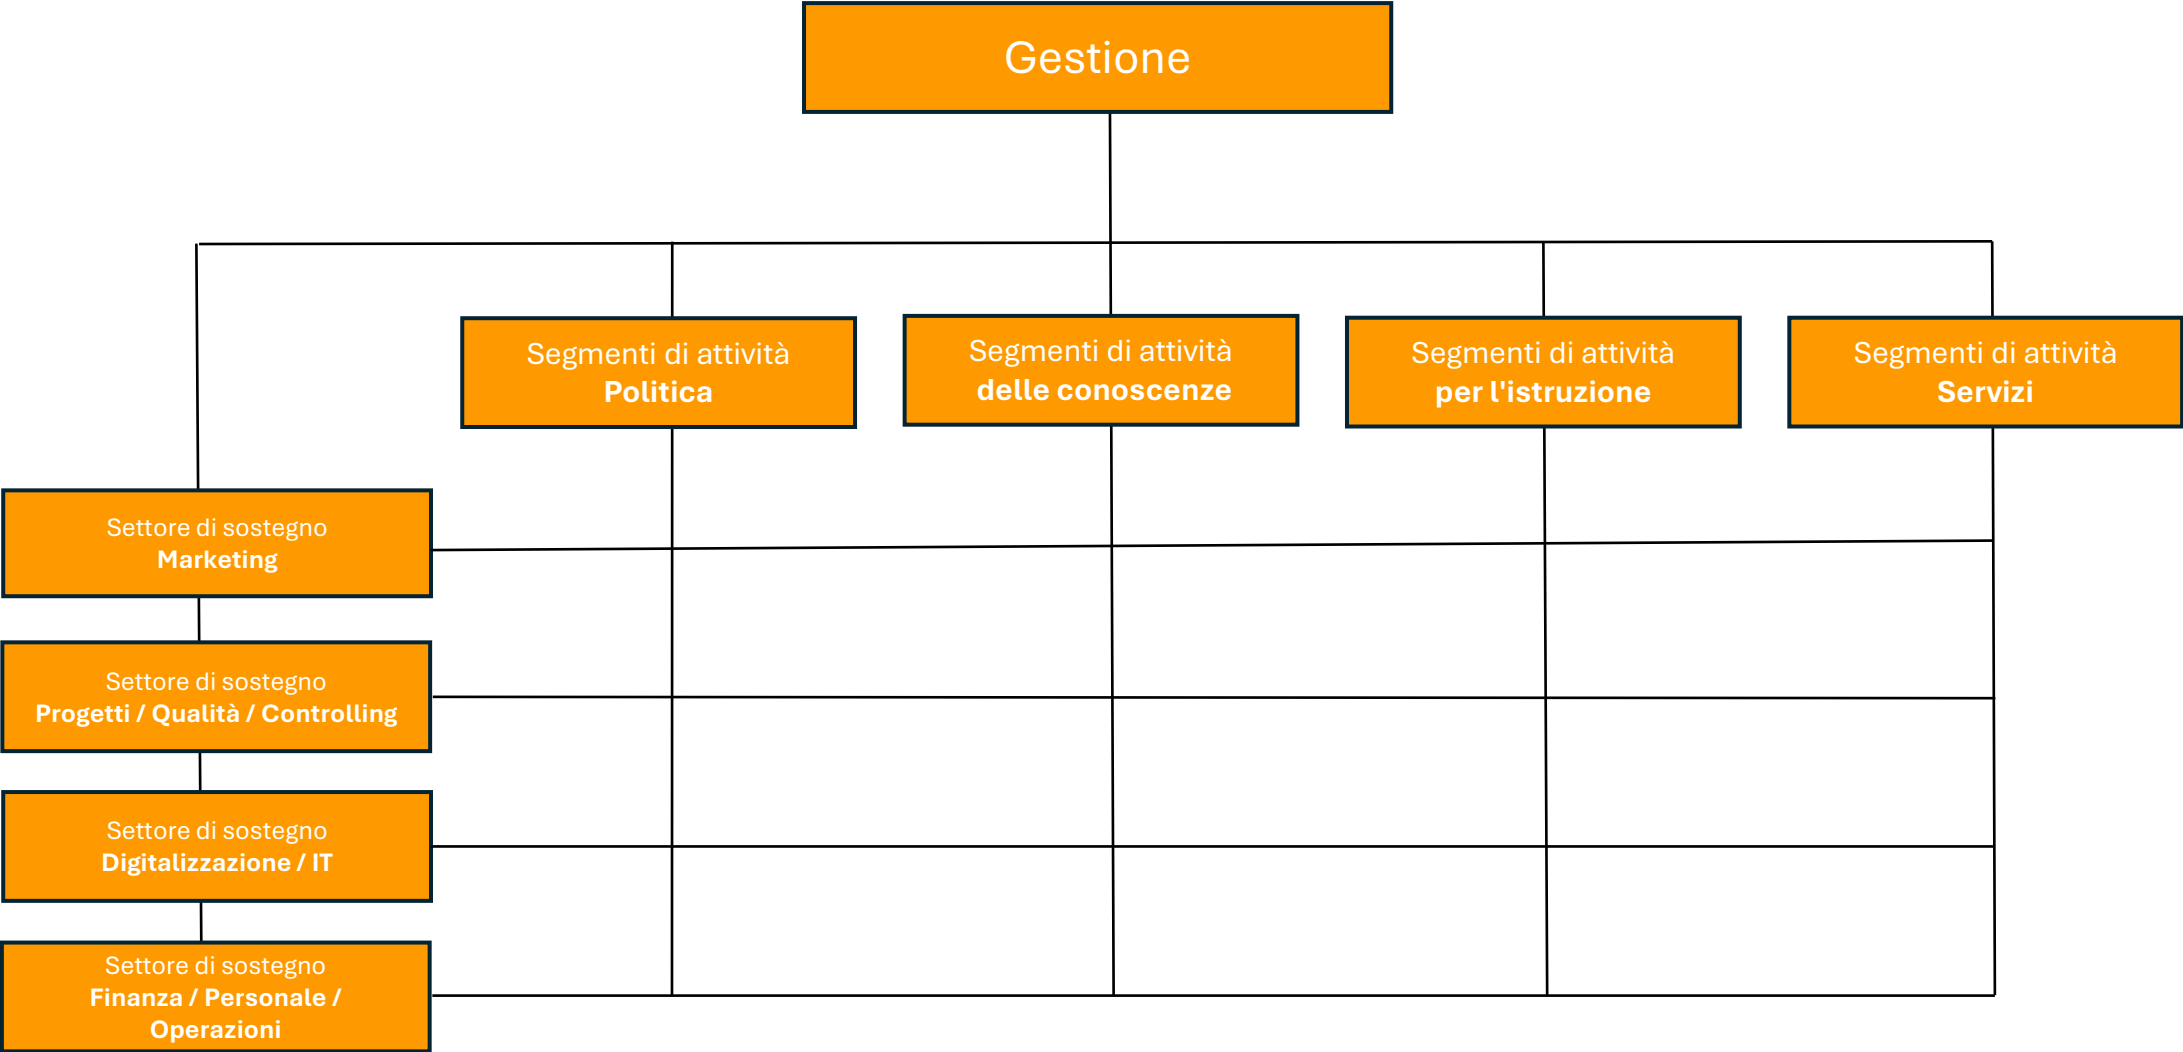 Gestione
Segmenti di attività
Politica
Segmenti di attività
delle conoscenze
Segmenti di attività
per l'istruzione
Segmenti di attività
Servizi
Settore di sostegno
Marketing
Settore di sostegno
Progetti / Qualità / Controlling
Settore di sostegno
Digitalizzazione / IT
Settore di sostegno
Finanza / Personale /
Operazioni